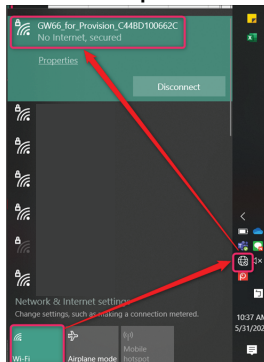 GW66_for_Provision_C44BD100662C
No Internet, secured
Properties
Disconnect
Network & Internet settings
Change settings, such as making a connection metered.
Wi-Fi
Airplane mode
Mobile
hotspot
10:37 AM
5/31/202